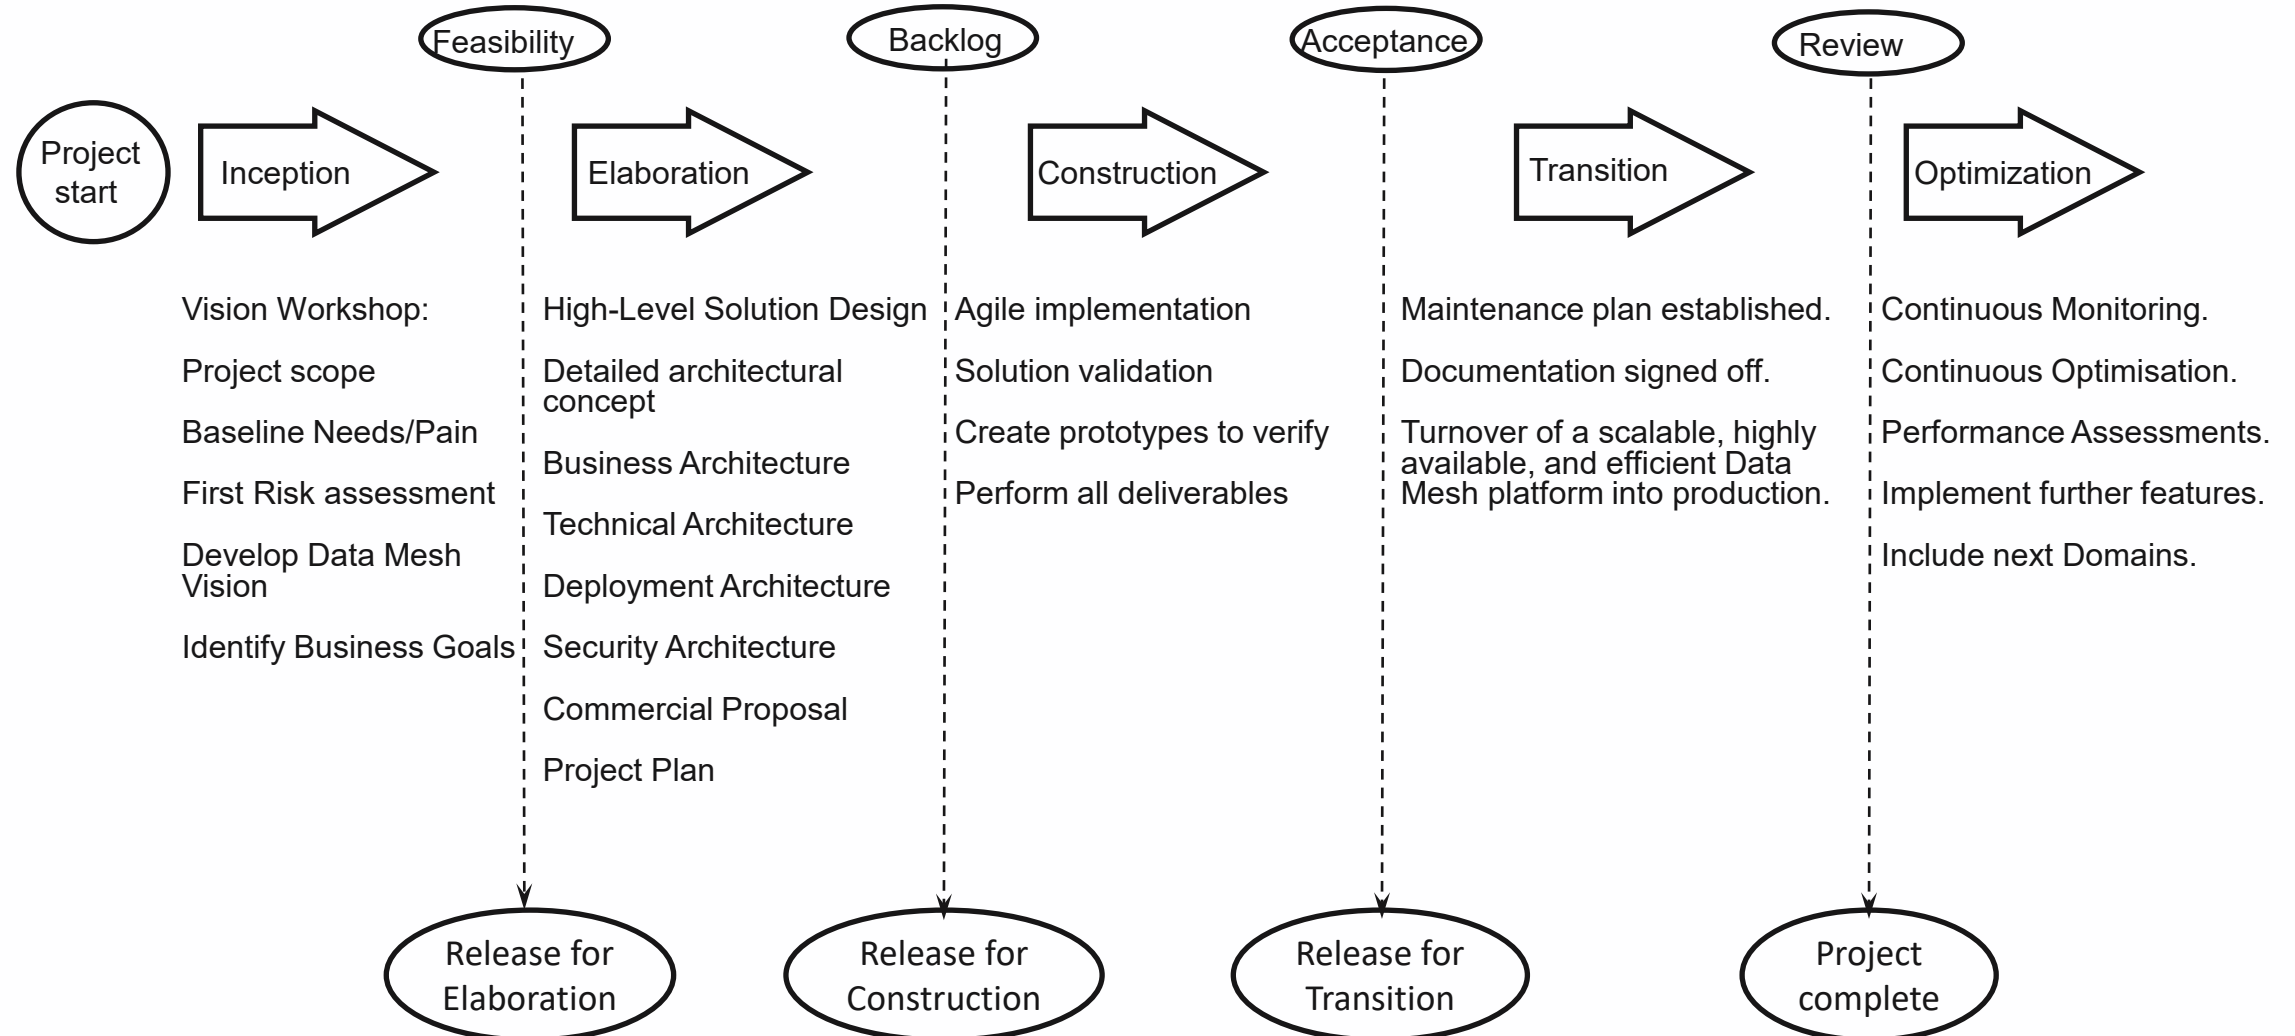 Feasibility
Backlog
Acceptance
Review
Project
start
Inception
Elaboration
Construction
Transition
Optimization
Vision Workshop:
Project scope
Baseline Needs/Pain
First Risk assessment
Develop Data Mesh
Vision
Identify Business Goals
High-Level Solution Design
Detailed architectural
concept
Business Architecture
Technical Architecture
Deployment Architecture
Security Architecture
Commercial Proposal
Project Plan
Agile implementation
Solution validation
Create prototypes to verify
Perform all deliverables
Maintenance plan established.
Documentation signed off.
Turnover of a scalable, highly
available, and efficient Data
Mesh platform into production.
Continuous Monitoring.
Continuous Optimisation.
Performance Assessments.
Implement further features.
Include next Domains.
Release for
Elaboration
Release for
Construction
Release for
Transition
Project
complete